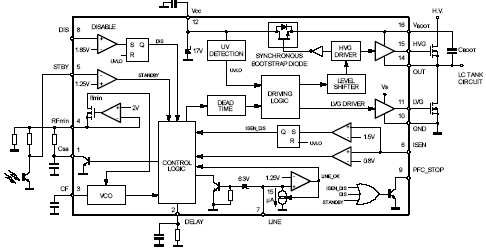 Vcc
H.V.
DIS 8 DISABLE
12
16 VBOOT
1.85V
S Q
R
DIS
UVLO
17V
UV DETECTION
SYNCHRONOUS BOOTSTRAP DIODE
HVG DRIVER
15 HVG
CBOOT
14
OUT
LC TANK CIRCUIT
STBY 5
1.25V
STANDBY
UVLO
DRIVING LOGIC
LEVEL SHIFTER
Ifmin
2V
DEAD TIME
LVG DRIVER
Vs
11 LVG
10
GND
RFmin 4
ISEN_DIS
Q S
R
UVLO
1.5V
6 ISEN
Css 1
0.8V
CONTROL LOGIC
9 PFC_STOP
CF 3
VCO
6.3V
1.25V
LINE_OK
15 µA
ISEN_DIS
DIS
STANDBY
2
DELAY
7
LINE